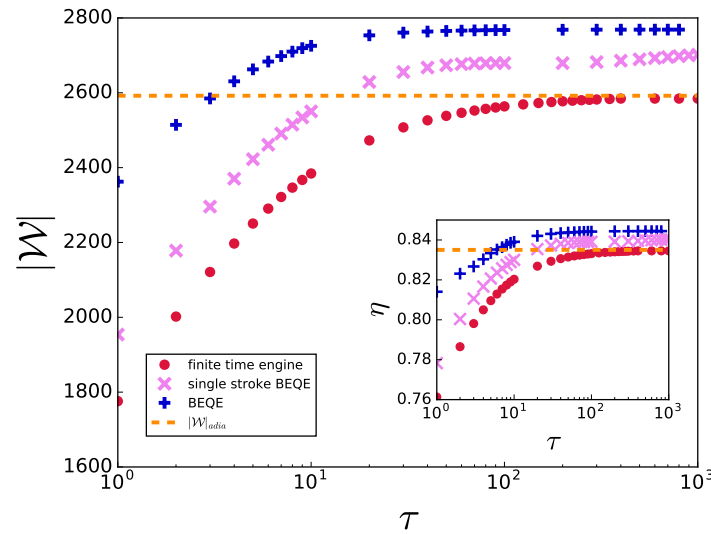 2800
2600
2400
2200
2000
1800
1600
|𝒲|
10⁰
10¹
10²
10³
τ
finite time engine
single stroke BEQE
BEQE
|𝒲|ₐdᵢₐ
0.84
0.82
0.80
0.78
0.76
η
10⁰
10¹
10²
10³
τ